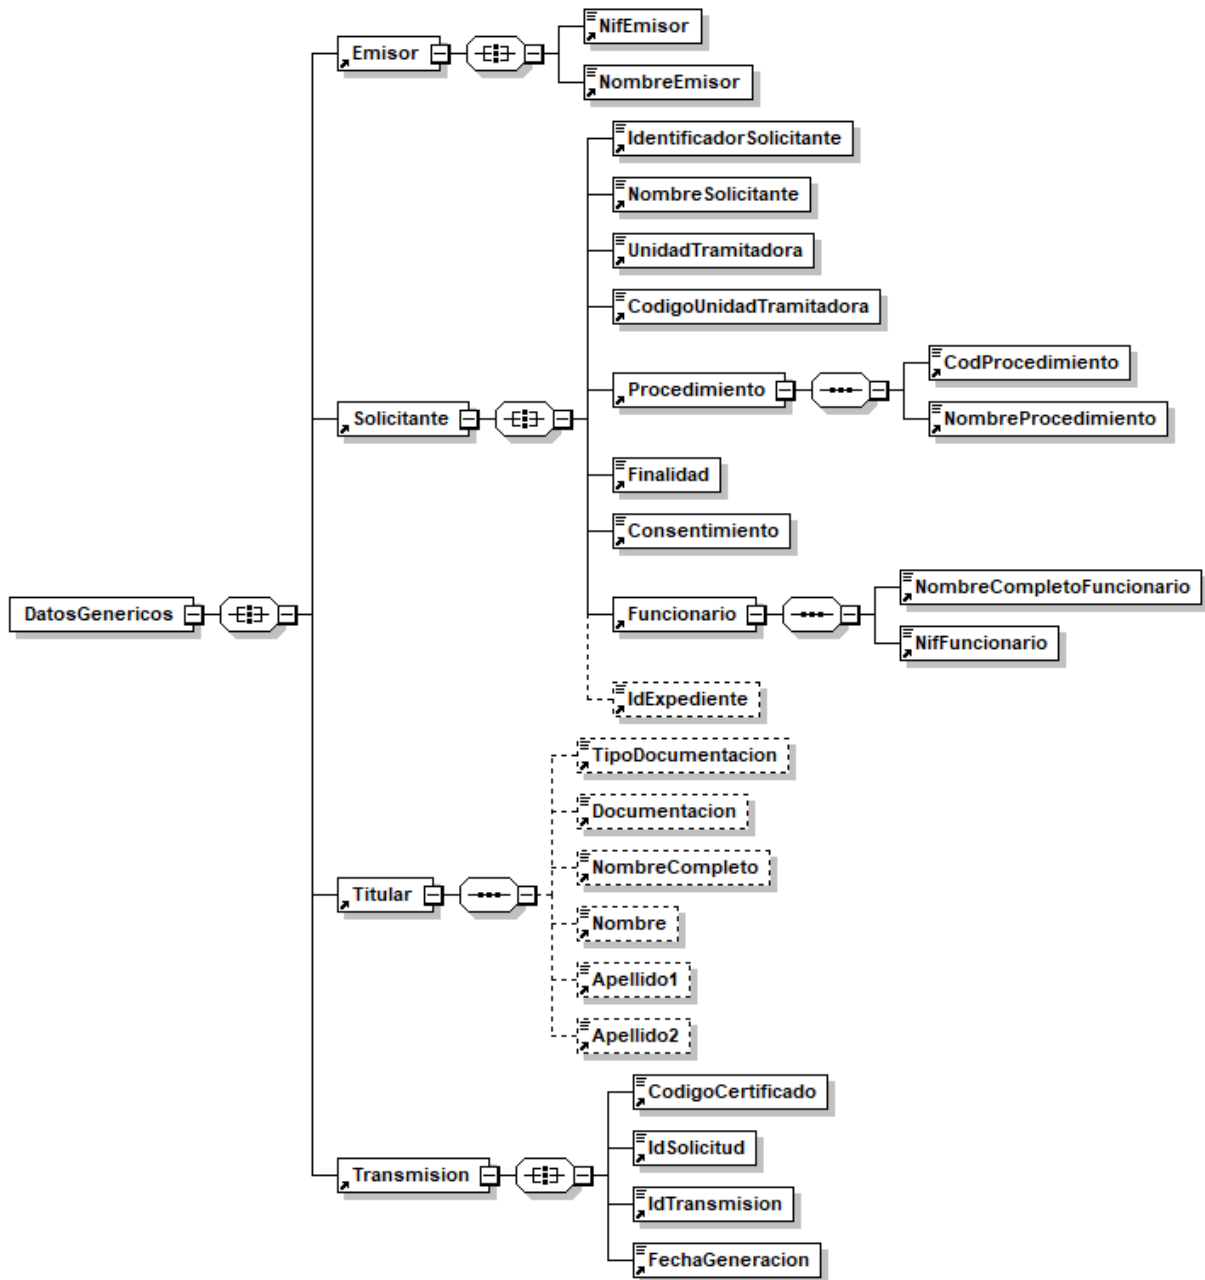 NifEmisor
Emisor
NombreEmisor
IdentificadorSolicitante
NombreSolicitante
UnidadTramitadora
CodigoUnidadTramitadora
CodProcedimiento
Procedimiento
NombreProcedimiento
Solicitante
Finalidad
Consentimiento
NombreCompletoFuncionario
DatosGenericos
Funcionario
NifFuncionario
IdExpediente
TipoDocumentacion
Documentacion
NombreCompleto
Titular
Nombre
Apellido1
Apellido2
CodigoCertificado
IdSolicitud
Transmision
IdTransmision
FechaGeneracion